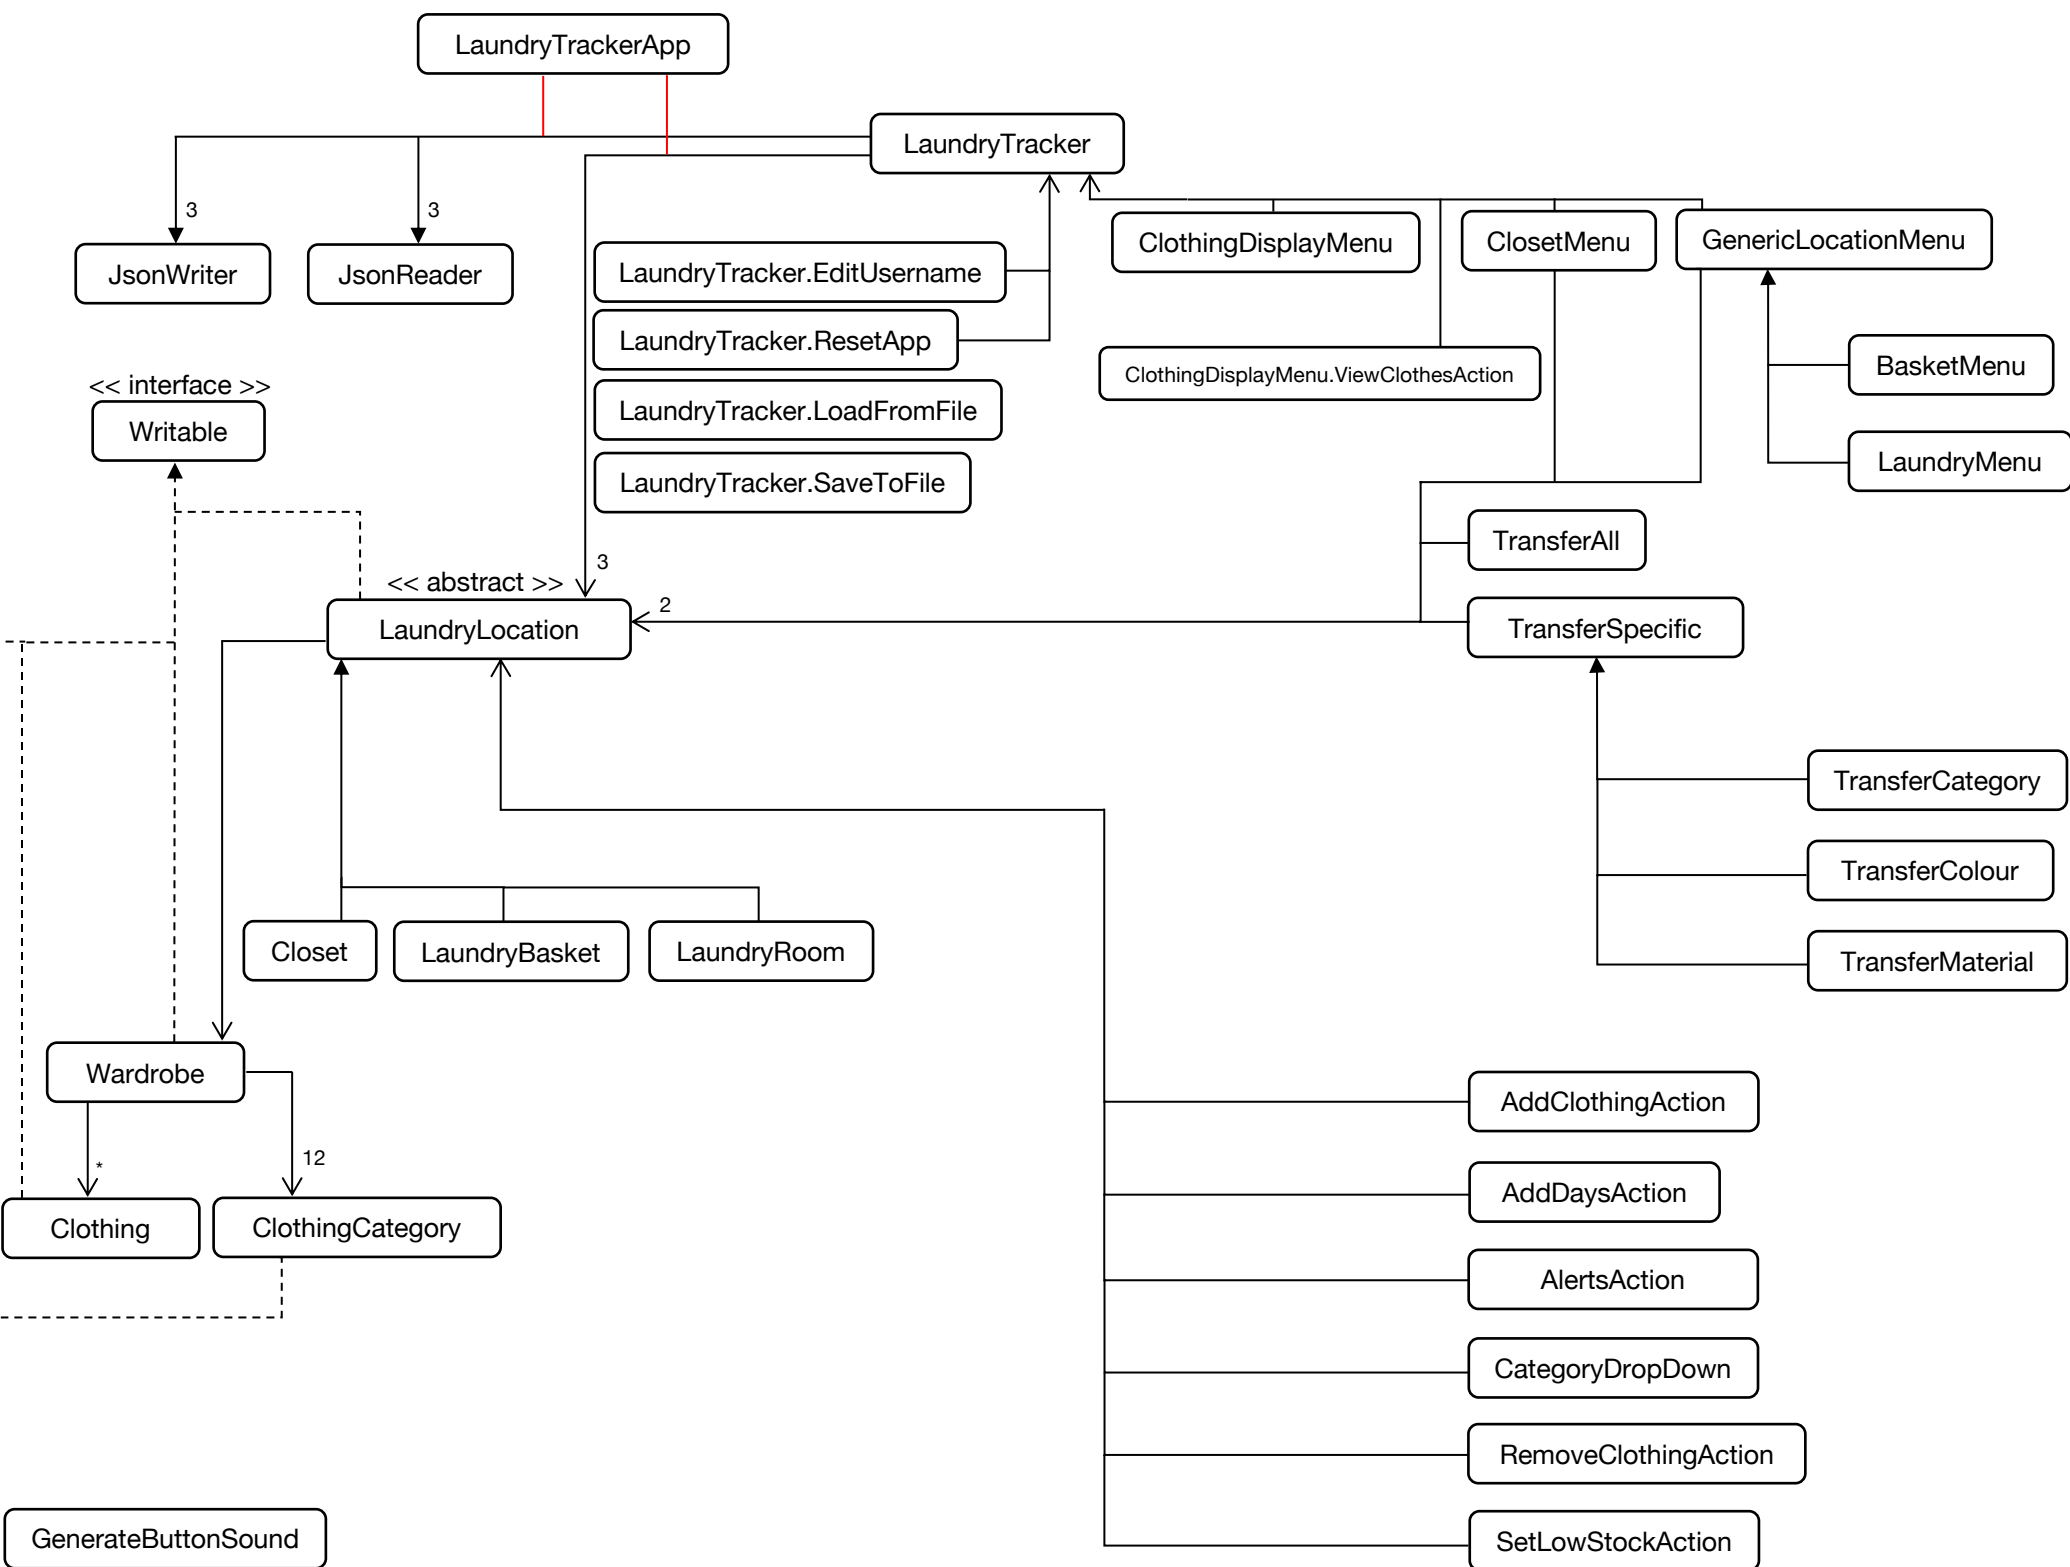 LaundryTrackerApp
LaundryTracker
3
3
JsonWriter
JsonReader
LaundryTracker.EditUsername
ClothingDisplayMenu
ClosetMenu
GenericLocationMenu
LaundryTracker.ResetApp
ClothingDisplayMenu.ViewClothesAction
BasketMenu
<< interface >>
Writable
LaundryTracker.LoadFromFile
LaundryMenu
LaundryTracker.SaveToFile
TransferAll
3
<< abstract >>
2
LaundryLocation
TransferSpecific
TransferCategory
TransferColour
Closet
LaundryBasket
LaundryRoom
TransferMaterial
Wardrobe
AddClothingAction
*
12
AddDaysAction
Clothing
ClothingCategory
AlertsAction
CategoryDropDown
RemoveClothingAction
GenerateButtonSound
SetLowStockAction